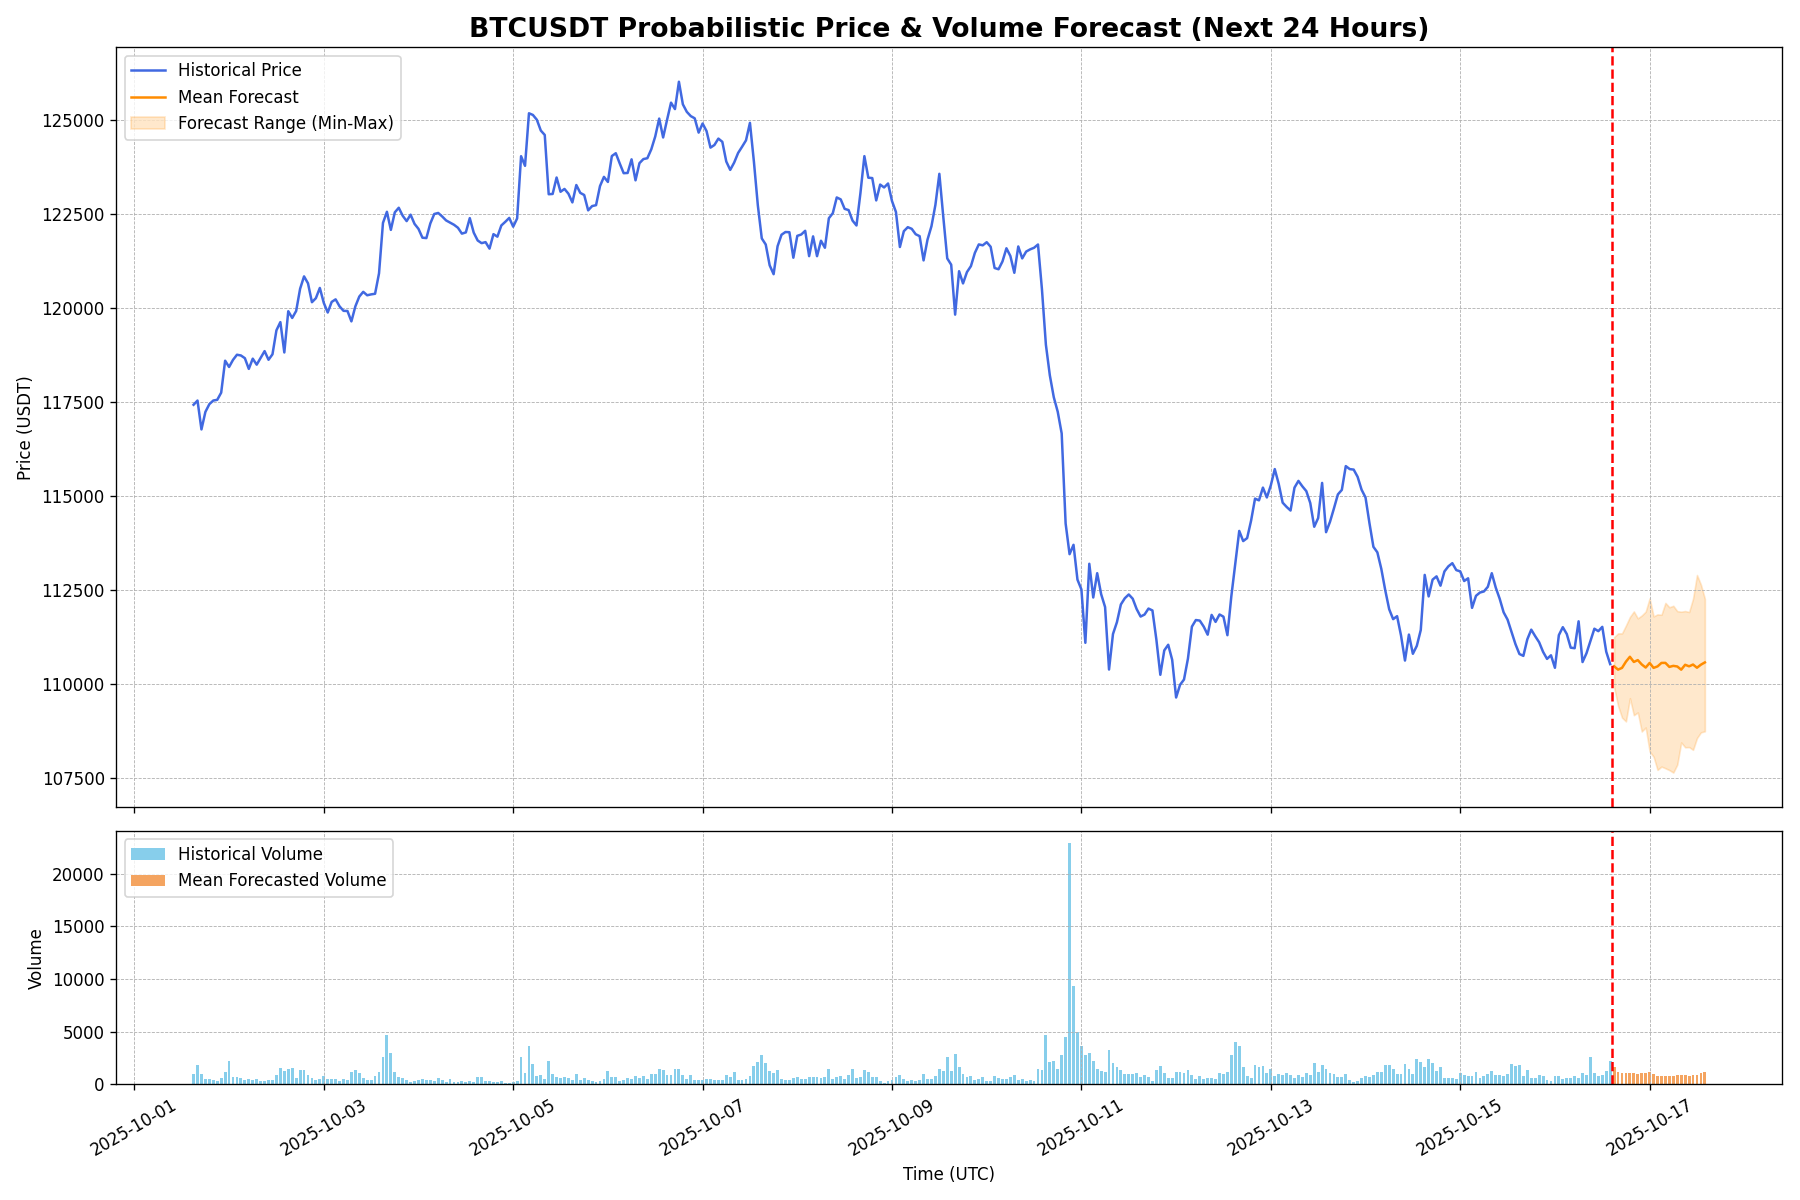 BTCUSDT Probabilistic Price & Volume Forecast (Next 24 Hours)
Historical Price
Mean Forecast
Forecast Range (Min-Max)
125000
122500
120000
117500
115000
112500
110000
107500
Price (USDT)
Historical Volume
Mean Forecasted Volume
20000
15000
10000
5000
0
Volume
2025-10-01
2025-10-03
2025-10-05
2025-10-07
2025-10-09
2025-10-11
2025-10-13
2025-10-15
2025-10-17
Time (UTC)